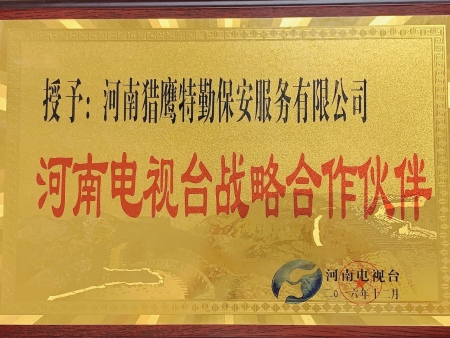 授予：河南猎鹰特勤保安服务有限公司
河南电视台战略合作伙伴
河南电视台
二〇一六年十二月